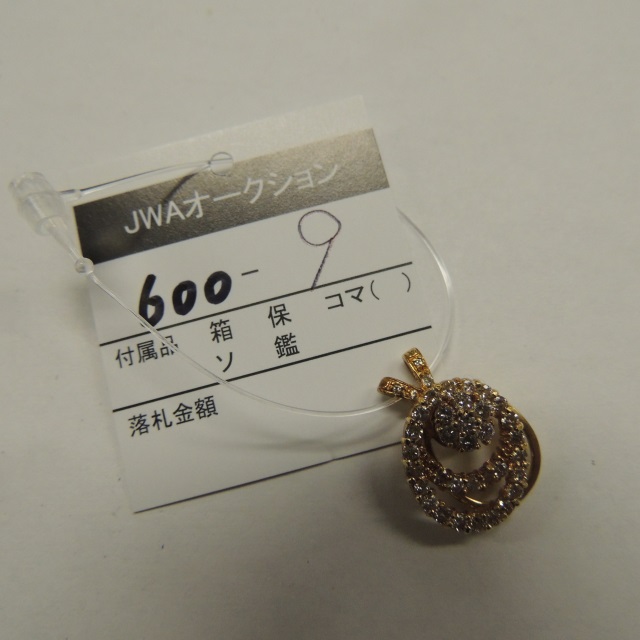 JWAオークション
600-9
付属品 箱 保 コマ( )
ソ 鑑
落札金額